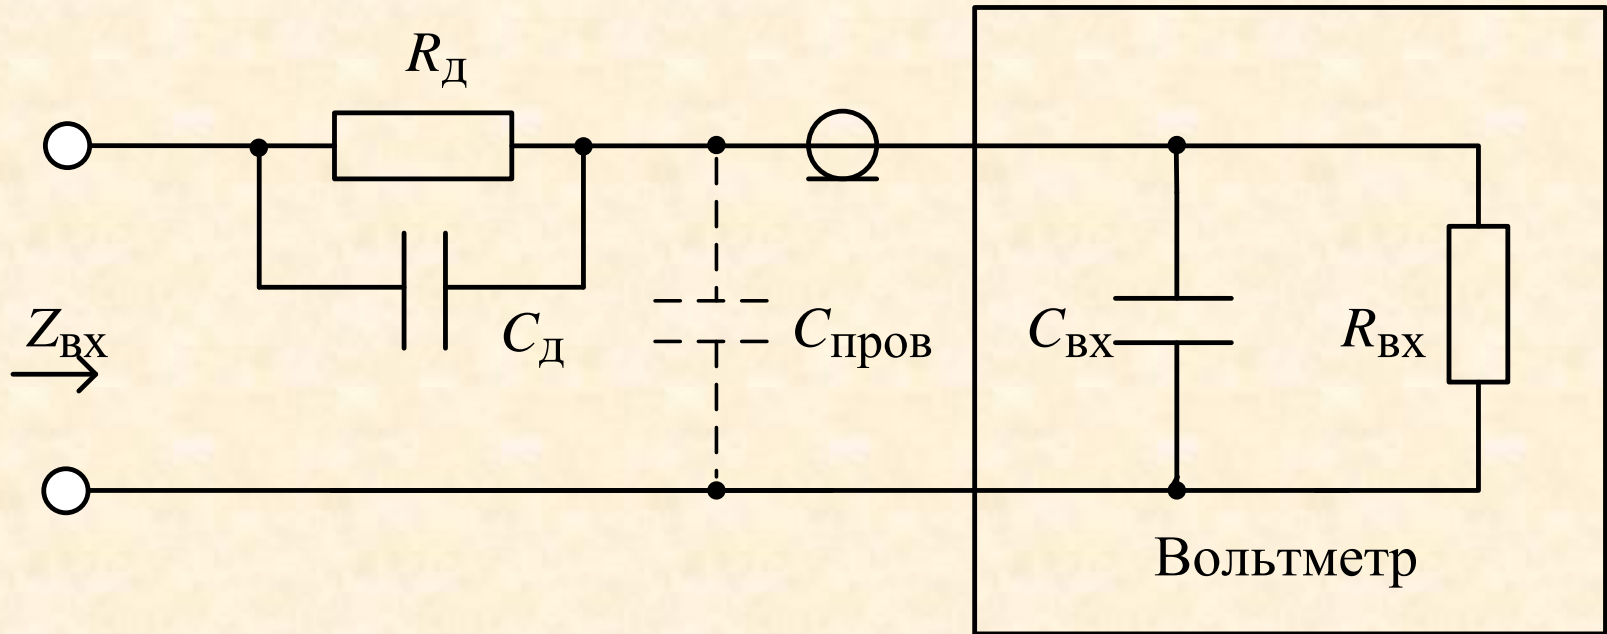 Rд
Zвх
Cд
Cпров
Cвх
Rвх
Вольтметр